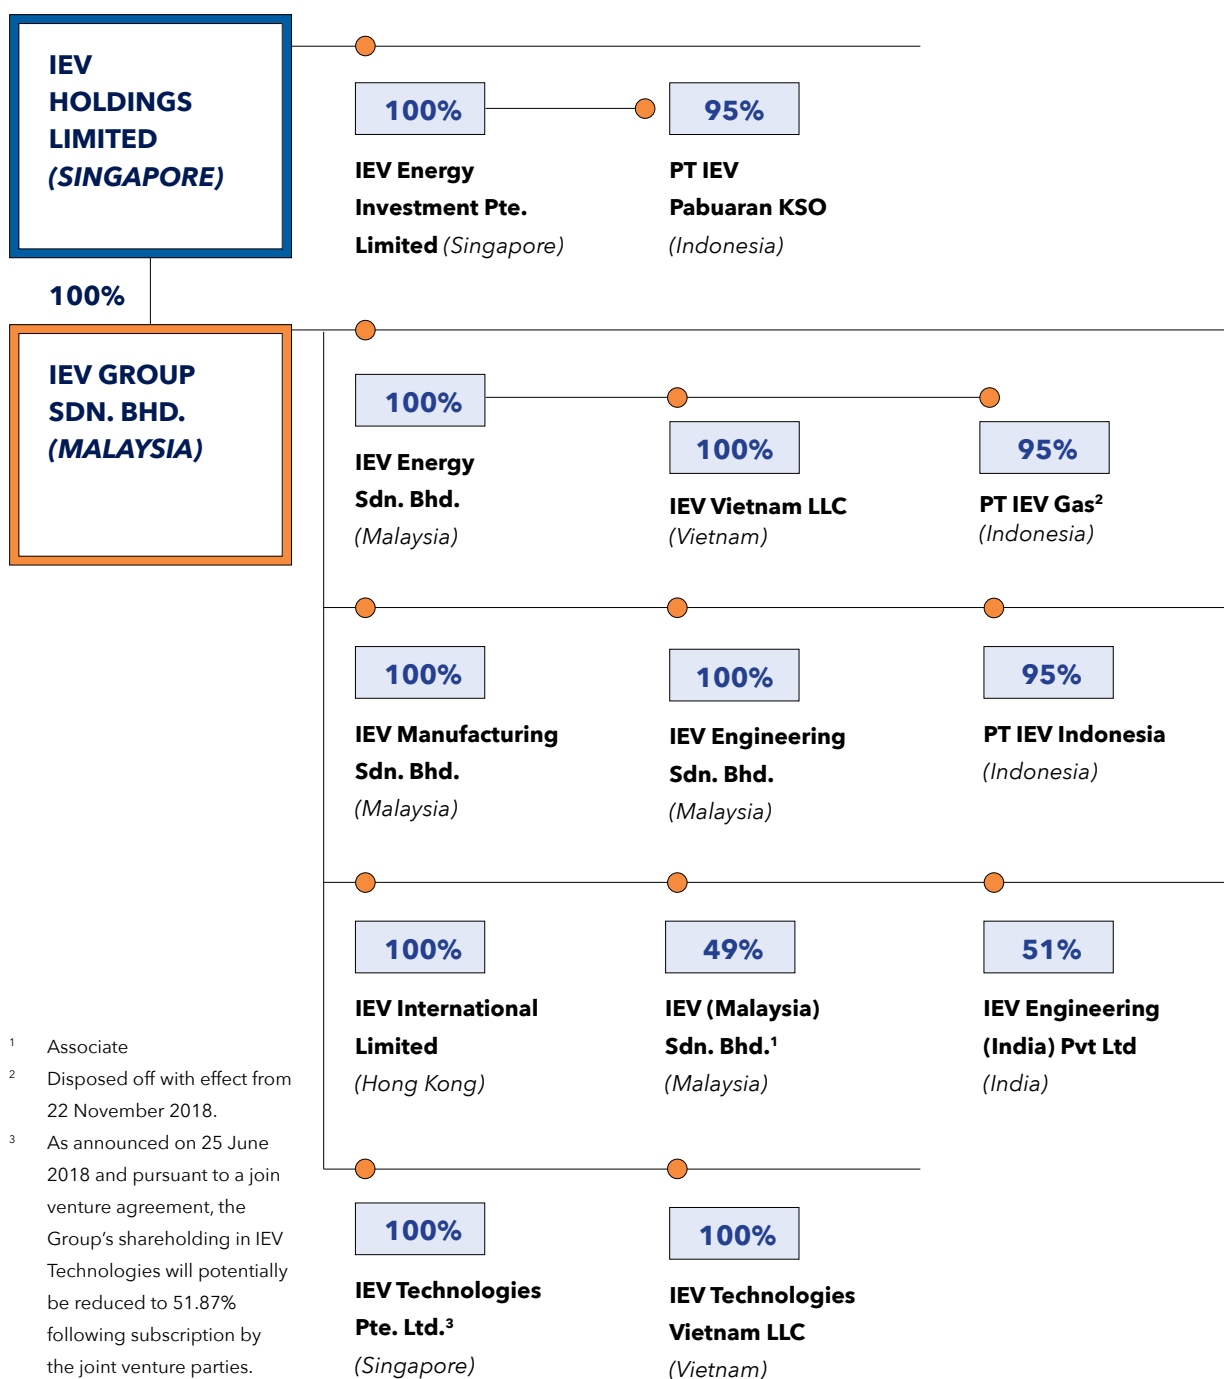 IEV
HOLDINGS
LIMITED
(SINGAPORE)
100%
IEV Energy
Investment Pte.
Limited (Singapore)
95%
PT IEV
Pabuaran KSO
(Indonesia)
100%
IEV GROUP
SDN. BHD.
(MALAYSIA)
100%
IEV Energy
Sdn. Bhd.
(Malaysia)
100%
IEV Vietnam LLC
(Vietnam)
95%
PT IEV Gas²
(Indonesia)
100%
IEV Manufacturing
Sdn. Bhd.
(Malaysia)
100%
IEV Engineering
Sdn. Bhd.
(Malaysia)
95%
PT IEV Indonesia
(Indonesia)
100%
IEV International
Limited
(Hong Kong)
49%
IEV (Malaysia)
Sdn. Bhd.¹
(Malaysia)
51%
IEV Engineering
(India) Pvt Ltd
(India)
100%
IEV Technologies
Pte. Ltd.³
(Singapore)
100%
IEV Technologies
Vietnam LLC
(Vietnam)
¹ Associate
² Disposed off with effect from
22 November 2018.
³ As announced on 25 June
2018 and pursuant to a join
venture agreement, the
Group's shareholding in IEV
Technologies will potentially
be reduced to 51.87%
following subscription by
the joint venture parties.